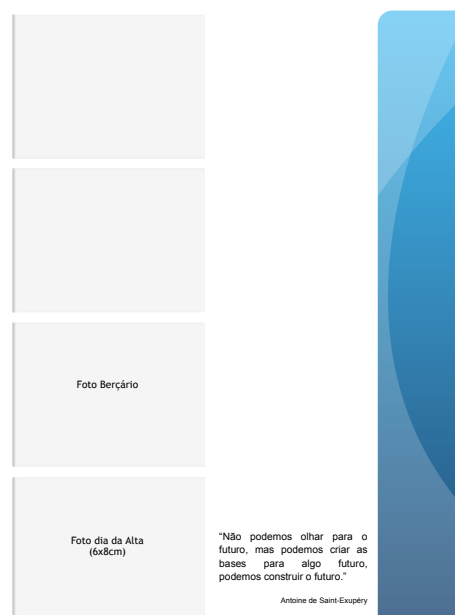 Foto Berçário
Foto dia da Alta
(6x8cm)
“Não podemos olhar para o
futuro, mas podemos criar as
bases para algo futuro,
podemos construir o futuro.”
Antoine de Saint-Exupéry